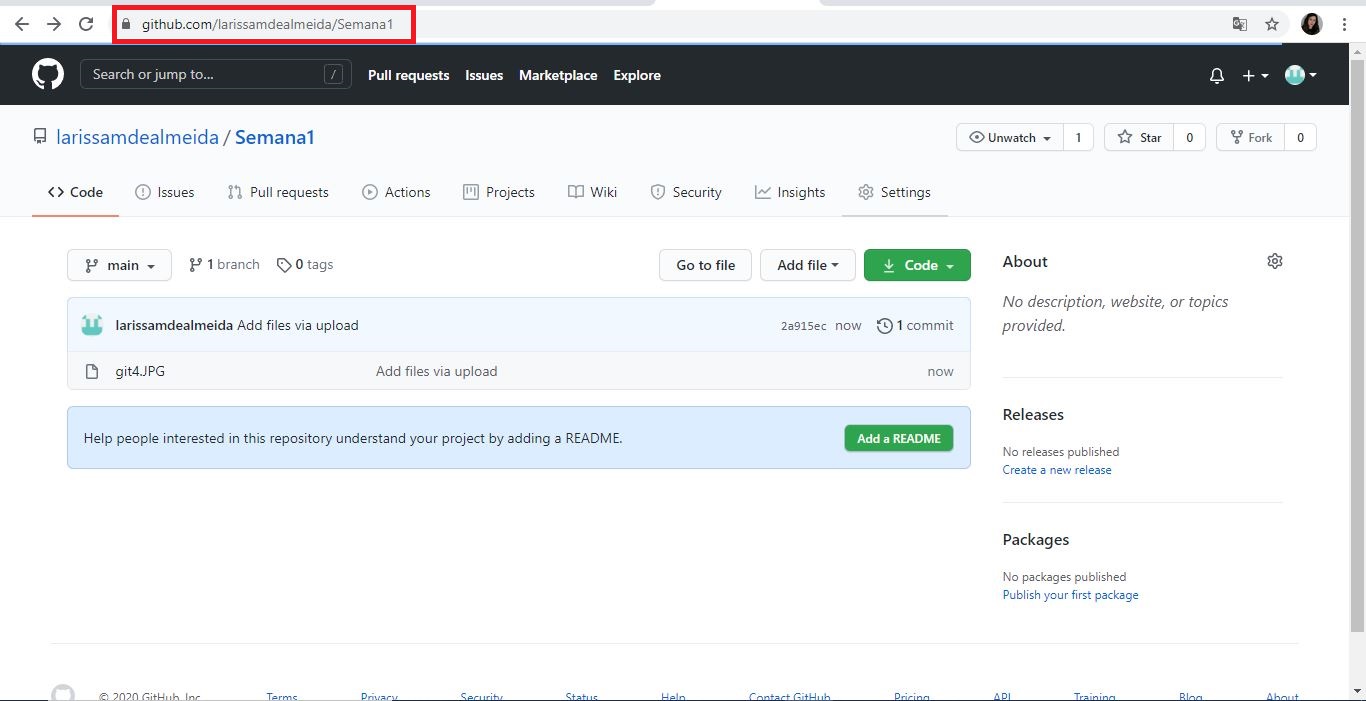 github.com/larissamdealmeida/Semana1
Search or jump to... /
Pull requests Issues Marketplace Explore
larissamdealmeida / Semana1
Unwatch 1 Star 0 Fork 0
Code Issues Pull requests Actions Projects Wiki Security Insights Settings
main 1 branch 0 tags Go to file Add file Code
larissamdealmeida Add files via upload 2a915ec now 1 commit
git4.JPG Add files via upload now
Help people interested in this repository understand your project by adding a README. Add a README
About
No description, website, or topics
provided.
Releases
No releases published
Create a new release
Packages
No packages published
Publish your first package
© 2020 GitHub, Inc. Terms Privacy Security Status Help Contact GitHub Pricing API Training Blog About